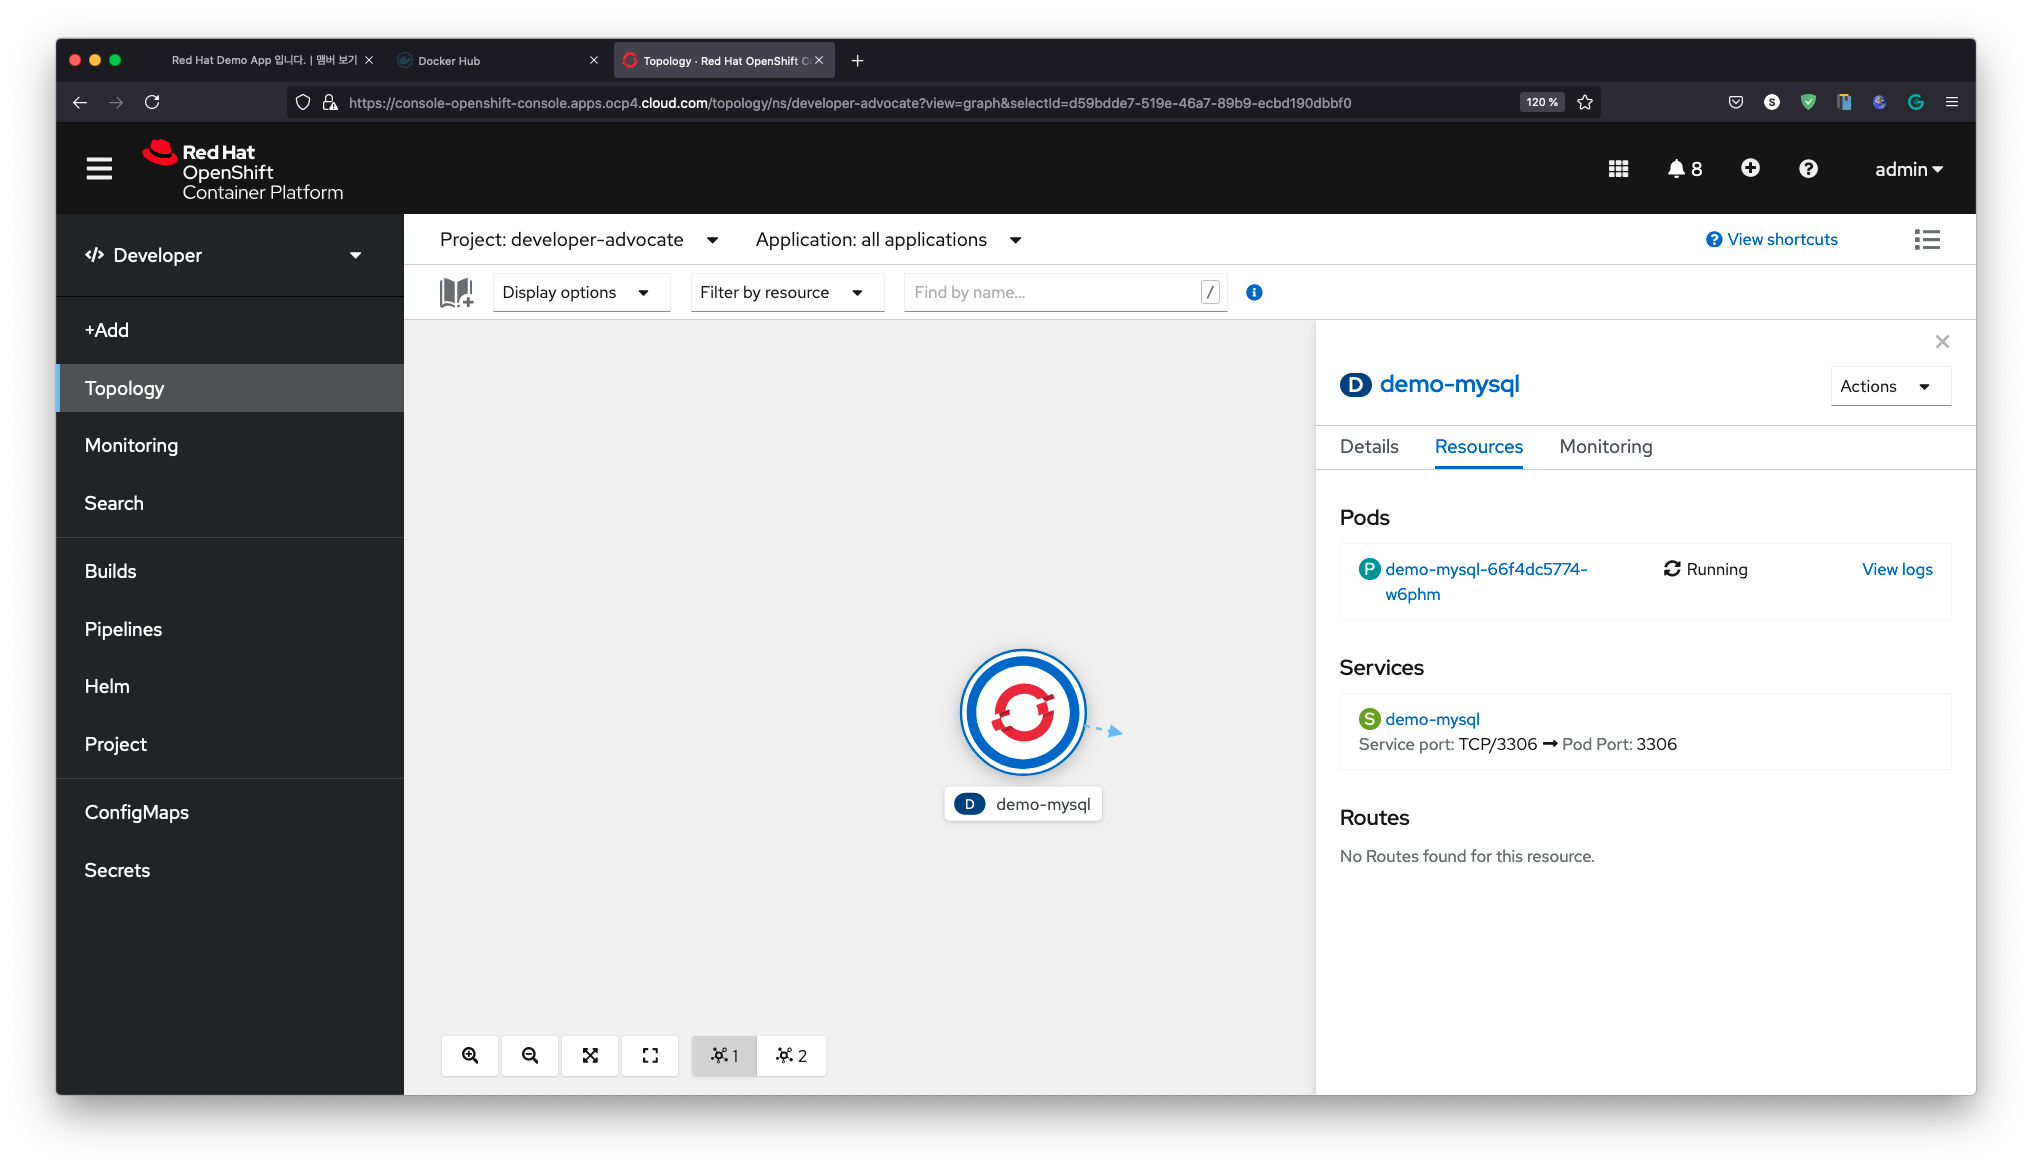 Red Hat Demo App 입니다. | 맴버 보기
Docker Hub
Topology · Red Hat OpenShift C
https://console-openshift-console.apps.ocp4.cloud.com/topology/ns/developer-advocate?view=graph&selectId=d59bdde7-519e-46a7-89b9-ecbd190dbbf0
120 %
S
Red Hat
OpenShift
Container Platform
8
admin
Developer
Project: developer-advocate
Application: all applications
View shortcuts
Display options
Filter by resource
Find by name...
/
+Add
Topology
Monitoring
Search
Builds
Pipelines
Helm
Project
ConfigMaps
Secrets
D demo-mysql
1
2
D demo-mysql
Actions
Details
Resources
Monitoring
Pods
P demo-mysql-66f4dc5774-
w6phm
Running
View logs
Services
S demo-mysql
Service port: TCP/3306 → Pod Port: 3306
Routes
No Routes found for this resource.